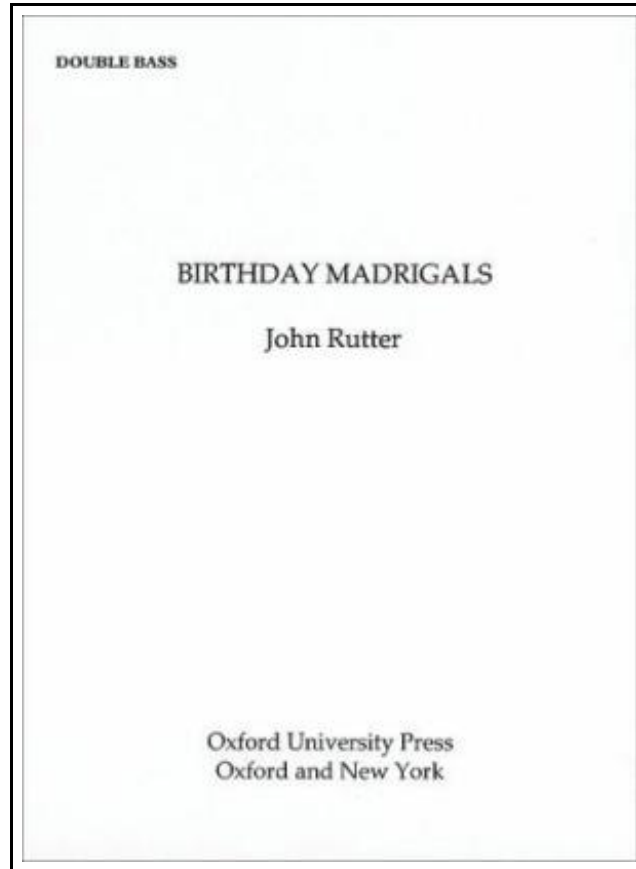 DOUBLE BASS
BIRTHDAY MADRIGALS
John Rutter
Oxford University Press
Oxford and New York